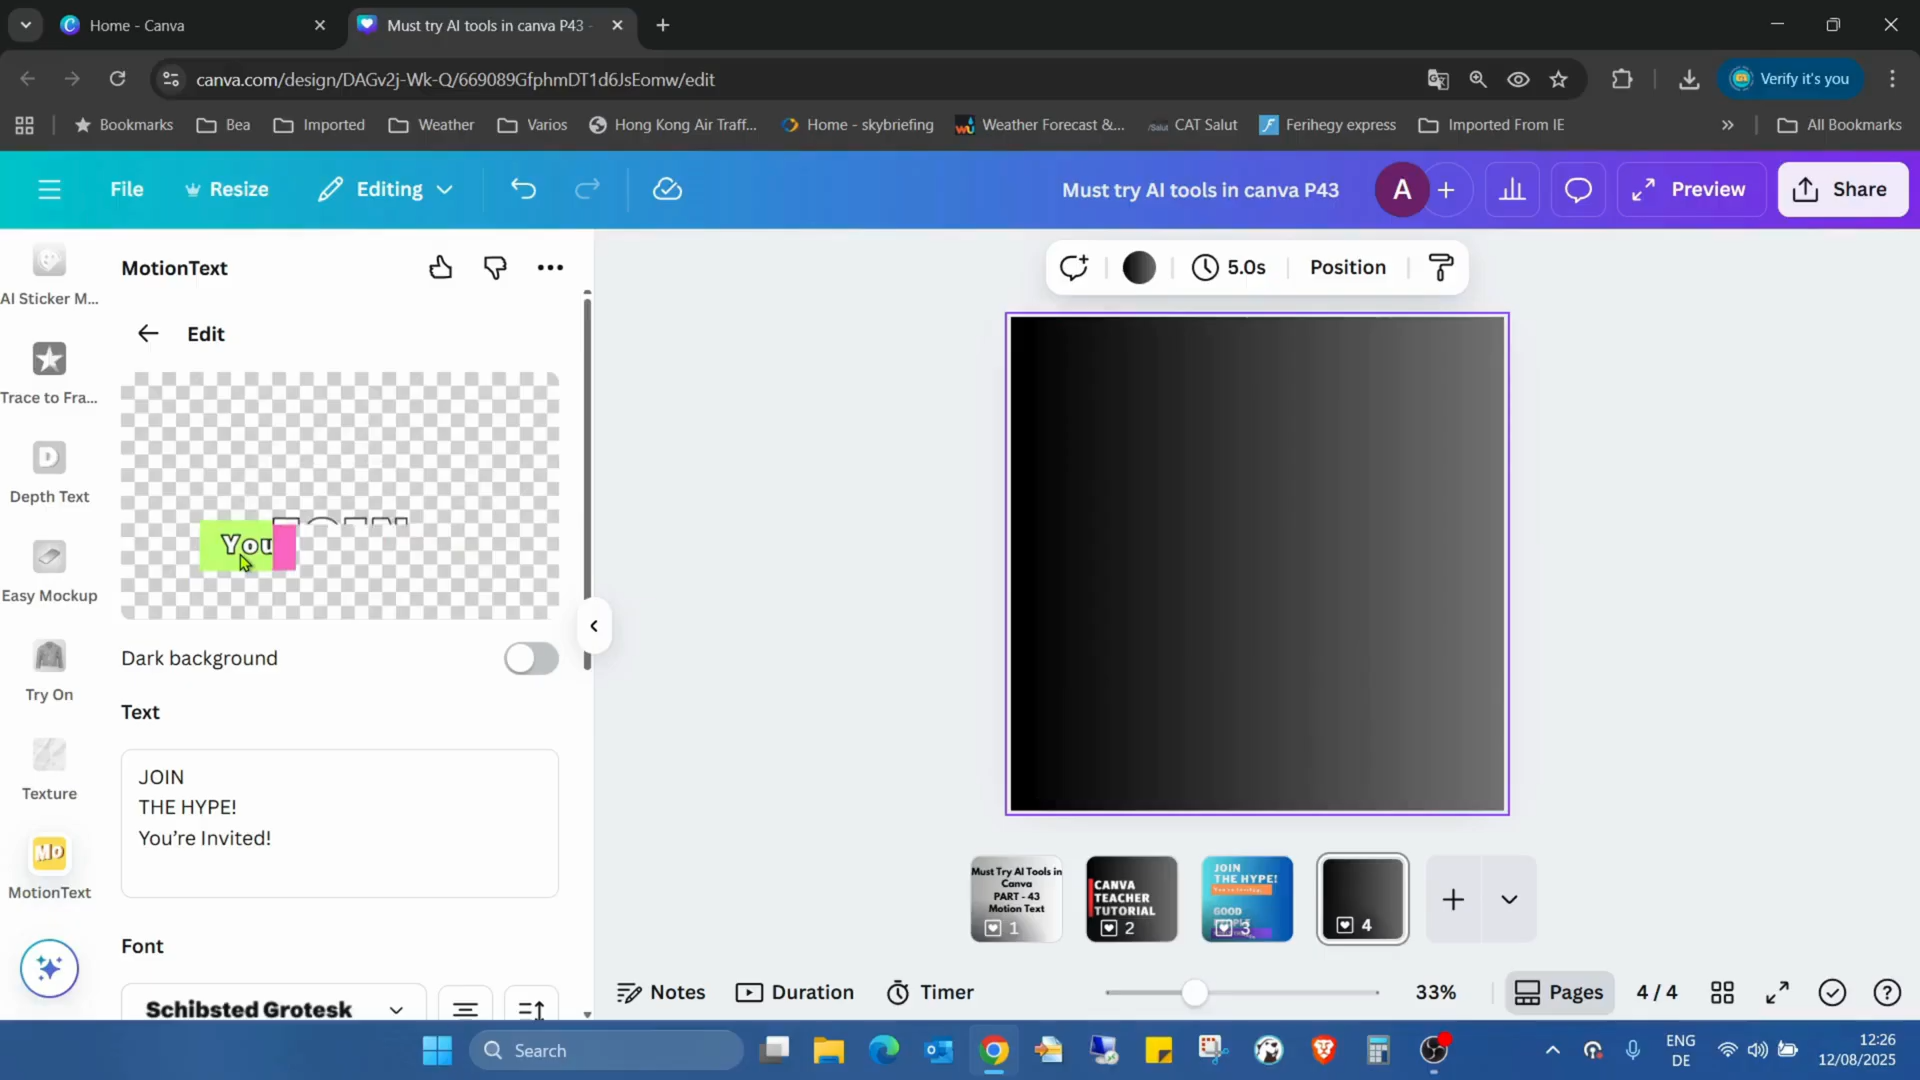 Home - Canva
Must try AI tools in canva P43 -
canva.com/design/DAGv2j-Wk-Q/669089GfphmDT1d6JsEomw/edit
Verify it's you
Bookmarks
Bea
Imported
Weather
Varios
Hong Kong Air Traff...
Home - skybriefing
Weather Forecast &...
CAT Salut
Ferihegy express
Imported From IE
All Bookmarks
File
Resize
Editing
Must try AI tools in canva P43
A
Preview
Share
AI Sticker M...
Trace to Fra...
Depth Text
Easy Mockup
Try On
Texture
MotionText
MotionText
Edit
You
Dark background
Text
JOIN
THE HYPE!
You’re Invited!
Font
Schibsted Grotesk
5.0s
Position
Must Try AI Tools in
Canva
PART - 43
Motion Text
1
CANVA
TEACHER
TUTORIAL
2
JOIN
THE HYPE!
GOOD
3
4
Notes
Duration
Timer
33%
Pages
4 / 4
Search
ENG
DE
12:26
12/08/2025